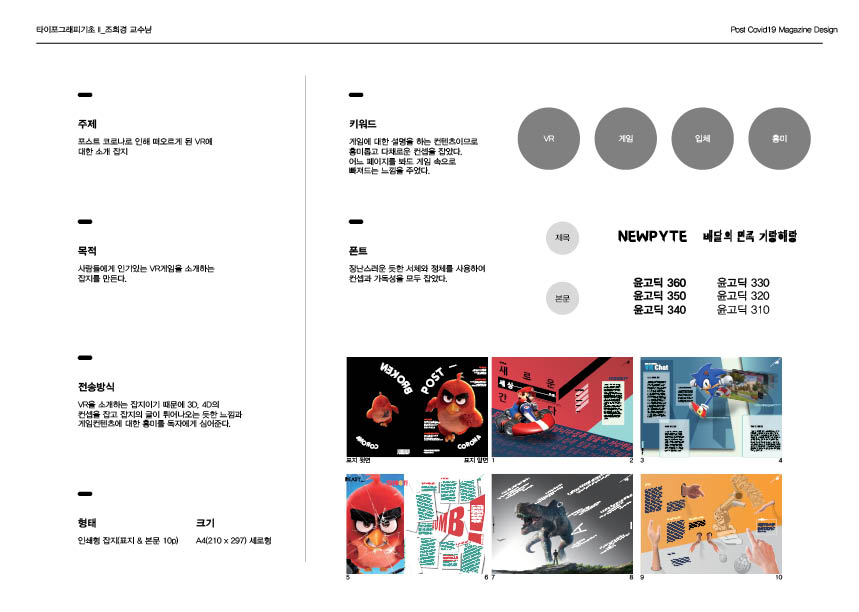 타이포그래피기초 II_조희경 교수님
Post Covid19 Magazine Design
주제
포스트 코로나로 인해 떠오르게 된 VR에
대한 소개 잡지
목적
사람들에게 인기있는 VR게임을 소개하는
잡지를 만든다.
전송방식
VR을 소개하는 잡지이기 때문에 3D, 4D의
컨셉을 잡고 잡지의 글이 튀어나오는 듯한 느낌과
게임컨텐츠에 대한 흥미를 독자에게 심어준다.
형태
인쇄형 잡지(표지 & 본문 10p)
크기
A4(210 x 297) 세로형
키워드
게임에 대한 설명을 하는 컨텐츠이므로
흥미롭고 다채로운 컨셉을 잡았다.
어느 페이지를 봐도 게임 속으로
빠져드는 느낌을 주었다.
VR
게임
입체
흥미
폰트
장난스러운 듯한 서체와 정체를 사용하여
컨셉과 가독성을 모두 잡았다.
제목
NEWPYTE
배달의 민족 기랑해랑
본문
윤고딕 360
윤고딕 330
윤고딕 350
윤고딕 320
윤고딕 340
윤고딕 310
BROKEN
CORONA
POST
CORONA
표지 뒷면
표지 앞면
새로운
세상
간다
1
2
Chat
3
4
5
MB!
6
7
8
9
10